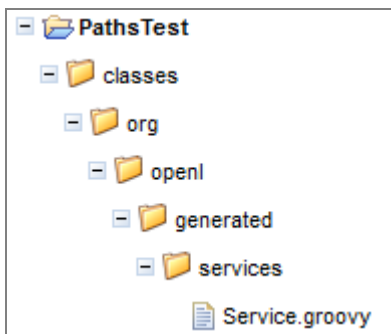 PathsTest
classes
org
openl
generated
services
Service.groovy